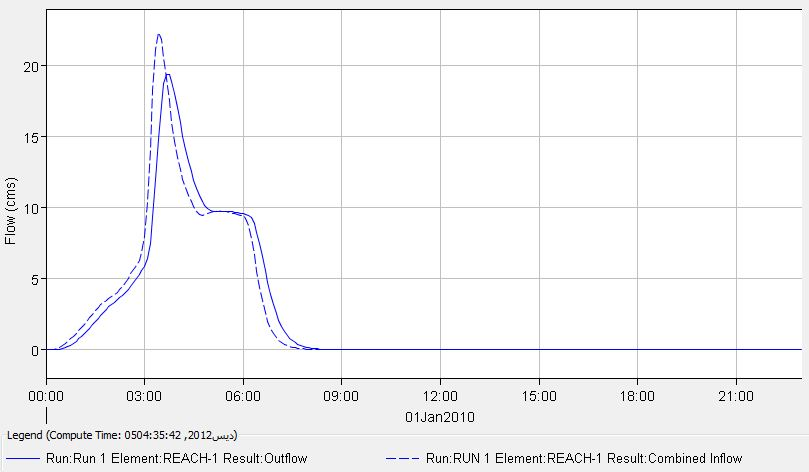 Flow (cms)
20
15
10
5
0
00:00 03:00 06:00 09:00 12:00 15:00 18:00 21:00
01Jan2010
Legend (Compute Time: 0504:35:42 ,2012ديس)
Run:Run 1 Element:REACH-1 Result:Outflow
Run:RUN 1 Element:REACH-1 Result:Combined Inflow